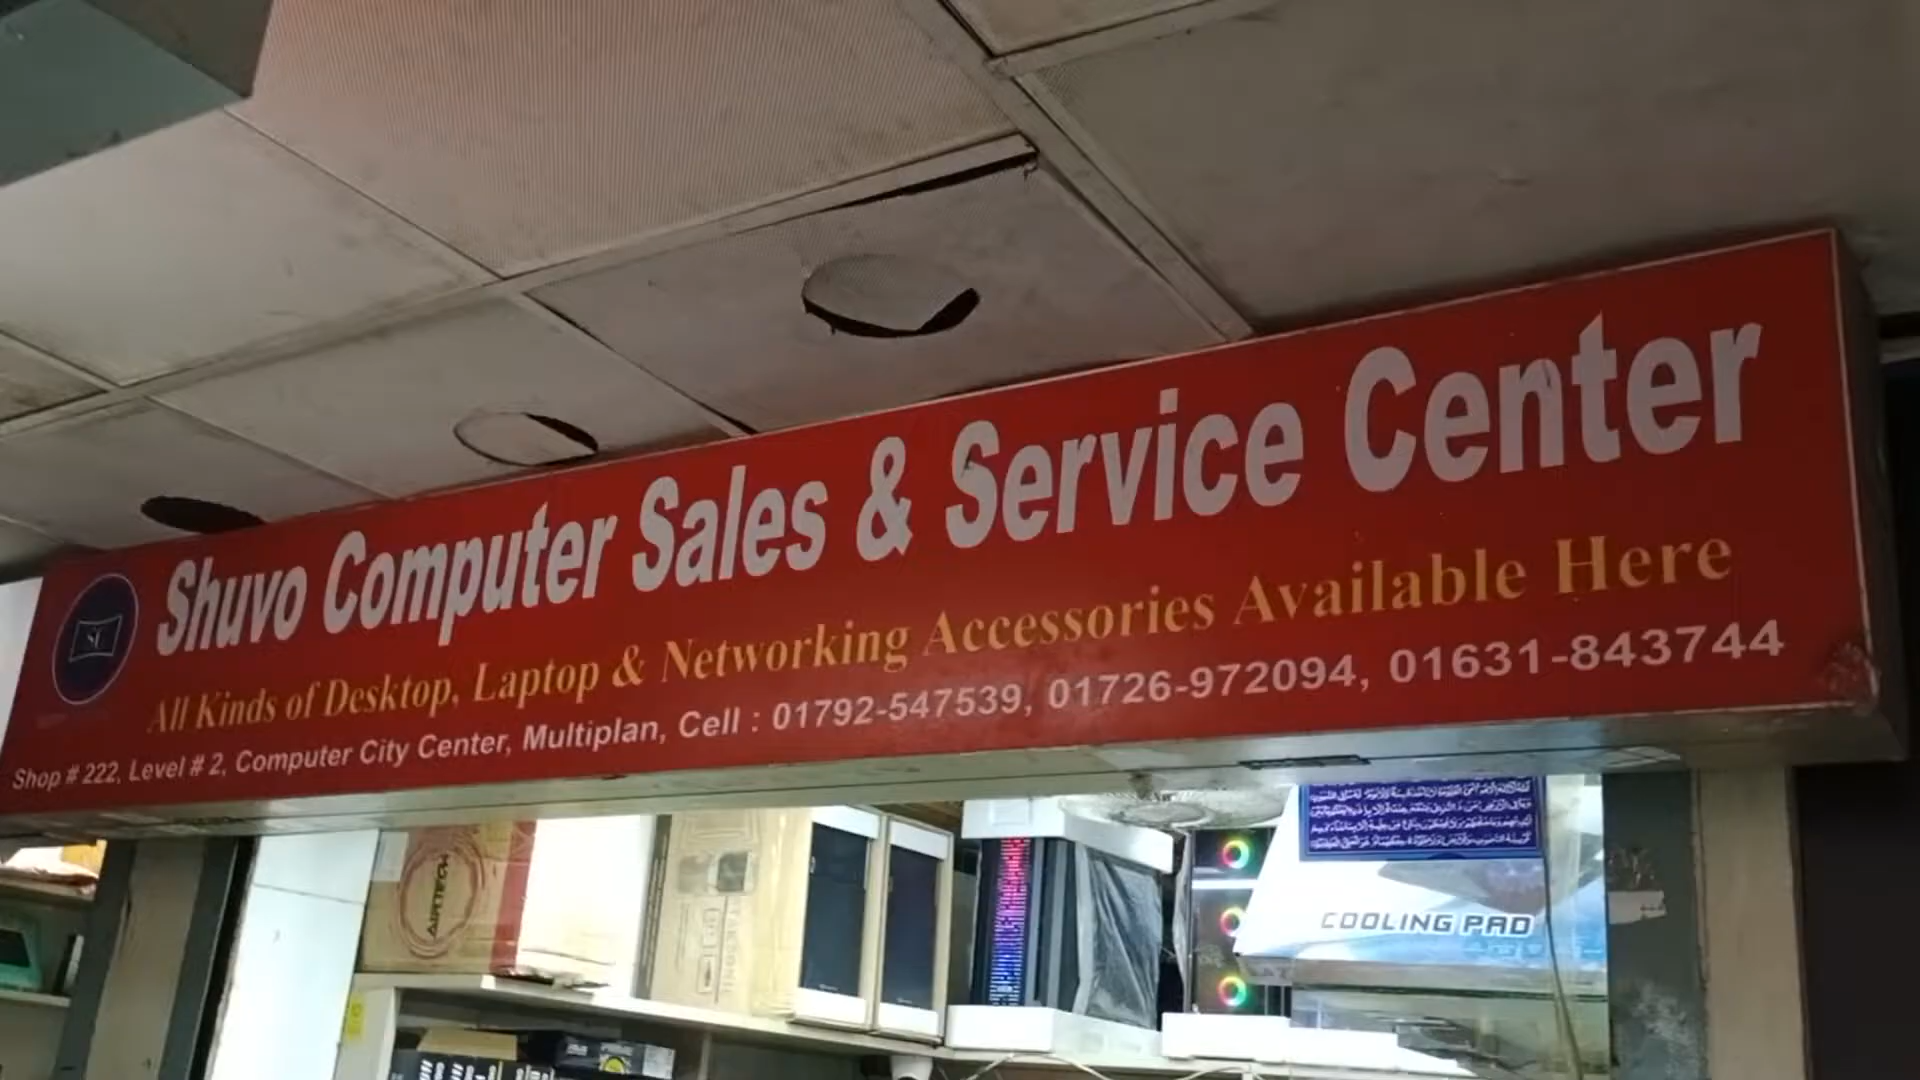 Shuvo Computer Sales & Service Center
All Kinds of Desktop, Laptop & Networking Accessories Available Here
Shop # 222, Level # 2, Computer City Center, Multiplan, Cell : 01792-547539, 01726-972094, 01631-843744
SC
COOLING PAD